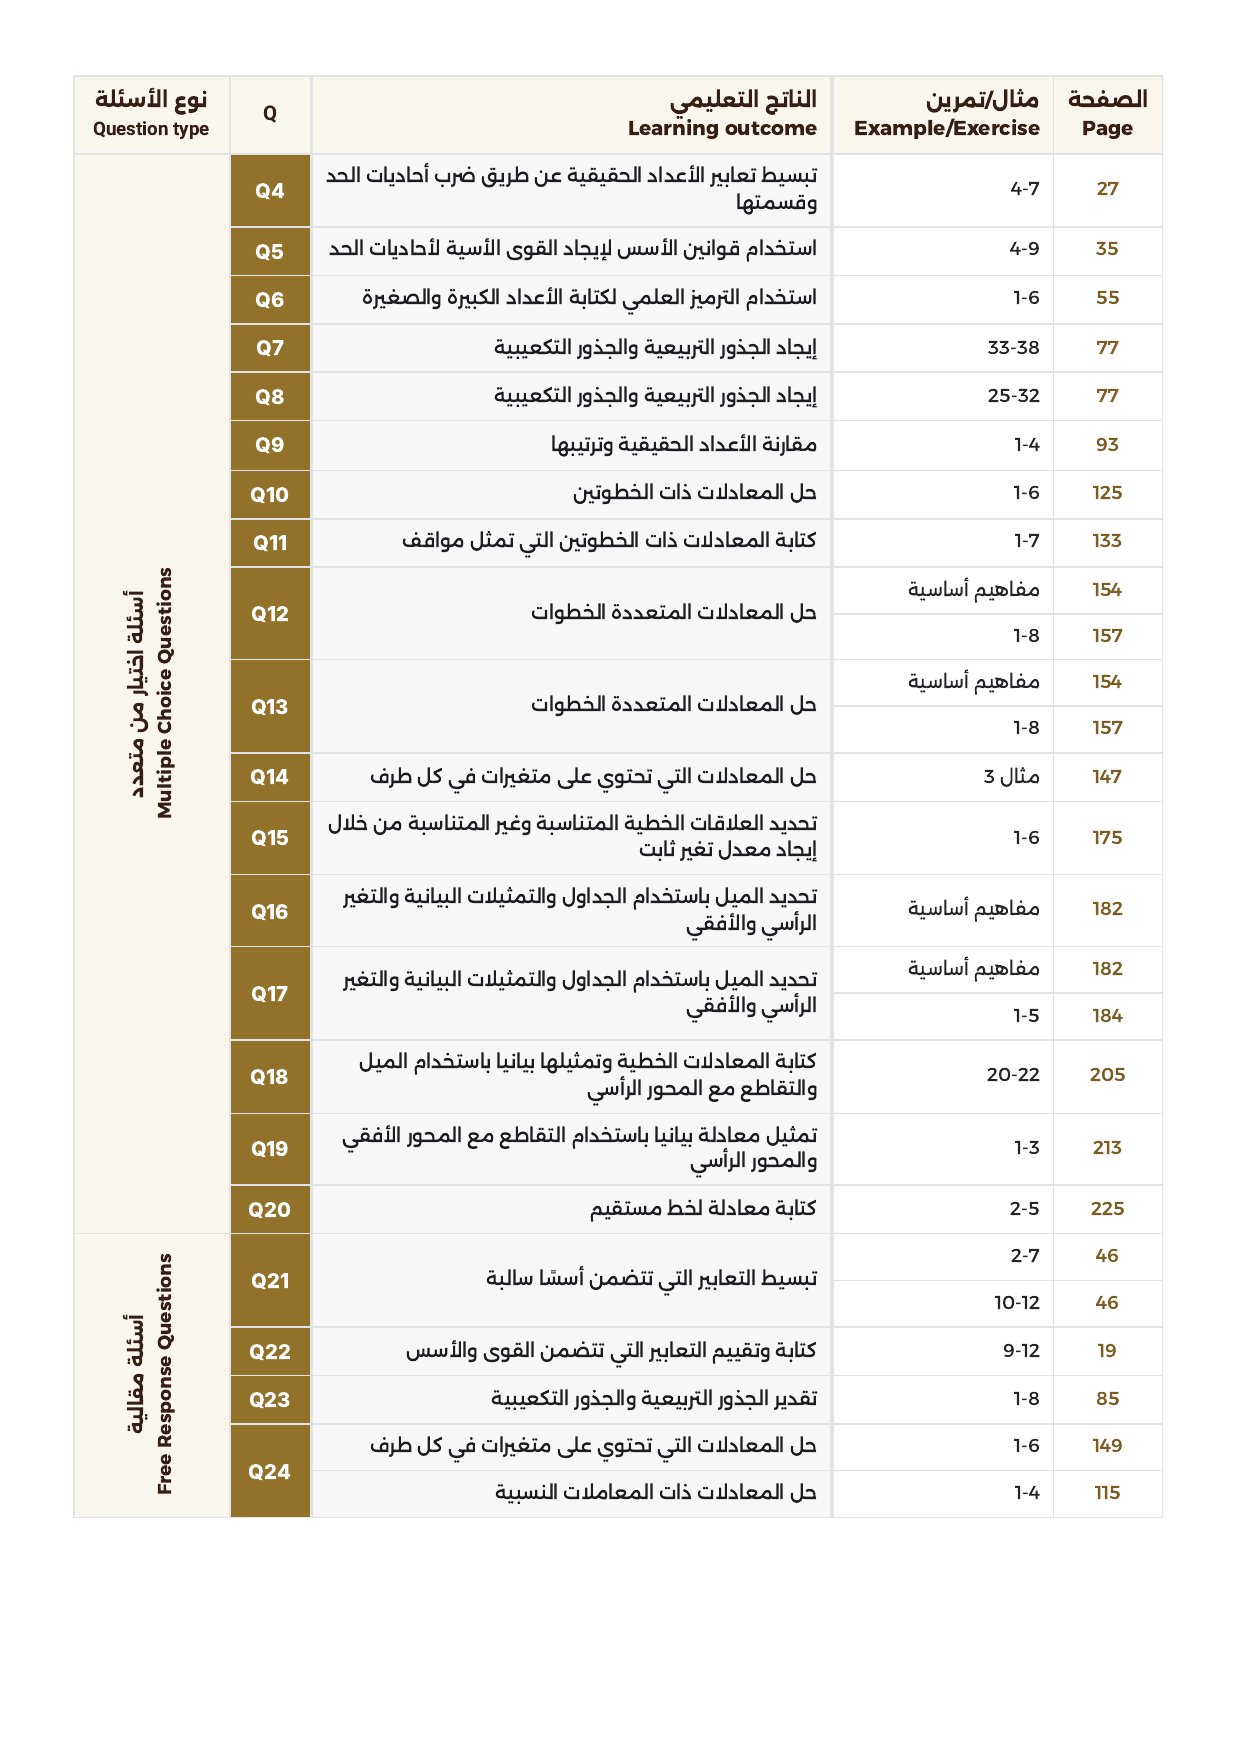 الصفحة
Page
مثال/تمرين
Example/Exercise
الناتج التعليمي
Learning outcome
Q
نوع الأسئلة
Question type
27
4-7
تبسيط تعابير الأعداد الحقيقية عن طريق ضرب أحاديات الحد
وقسمتها
Q4
35
4-9
استخدام قوانين الأسس لإيجاد القوى الأسية لأحاديات الحد
Q5
55
1-6
استخدام الترميز العلمي لكتابة الأعداد الكبيرة والصغيرة
Q6
77
33-38
إيجاد الجذور التربيعية والجذور التكعيبية
Q7
77
25-32
إيجاد الجذور التربيعية والجذور التكعيبية
Q8
93
1-4
مقارنة الأعداد الحقيقية وترتيبها
Q9
125
1-6
حل المعادلات ذات الخطوتين
Q10
133
1-7
كتابة المعادلات ذات الخطوتين التي تمثل مواقف
Q11
154
مفاهيم أساسية
157
1-8
حل المعادلات المتعددة الخطوات
Q12
154
مفاهيم أساسية
157
1-8
حل المعادلات المتعددة الخطوات
Q13
147
مثال 3
حل المعادلات التي تحتوي على متغيرات في كل طرف
Q14
175
1-6
تحديد العلاقات الخطية المتناسبة وغير المتناسبة من خلال
إيجاد معدل تغير ثابت
Q15
182
مفاهيم أساسية
تحديد الميل باستخدام الجداول والتمثيلات البيانية والتغير
الرأسي والأفقي
Q16
182
مفاهيم أساسية
184
1-5
تحديد الميل باستخدام الجداول والتمثيلات البيانية والتغير
الرأسي والأفقي
Q17
205
20-22
كتابة المعادلات الخطية وتمثيلها بيانيا باستخدام الميل
والتقاطع مع المحور الرأسي
Q18
213
1-3
تمثيل معادلة بيانيا باستخدام التقاطع مع المحور الأفقي
والمحور الرأسي
Q19
225
2-5
كتابة معادلة لخط مستقيم
Q20
أسئلة اختيار من متعدد
Multiple Choice Questions
46
2-7
46
10-12
تبسيط التعابير التي تتضمن أسسًا سالبة
Q21
19
9-12
كتابة وتقييم التعابير التي تتضمن القوى والأسس
Q22
85
1-8
تقدير الجذور التربيعية والجذور التكعيبية
Q23
149
1-6
حل المعادلات التي تحتوي على متغيرات في كل طرف
115
1-4
حل المعادلات ذات المعاملات النسبية
Q24
أسئلة مقالية
Free Response Questions